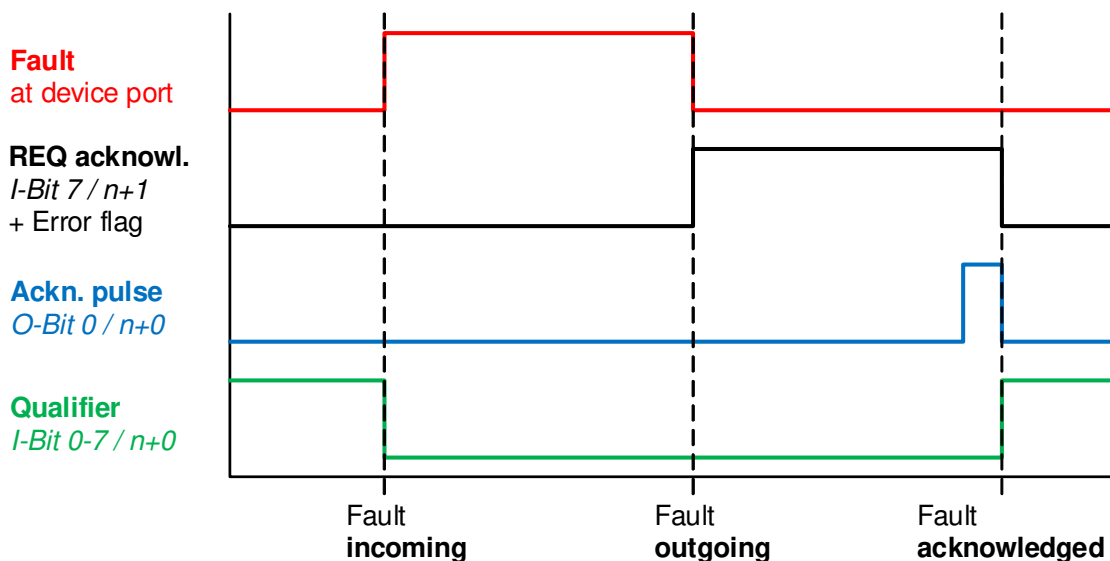 Fault
at device port
REQ acknowl.
I-Bit 7 / n+1
+ Error flag
Ackn. pulse
O-Bit 0 / n+0
Qualifier
I-Bit 0-7 / n+0
Fault
incoming
Fault
outgoing
Fault
acknowledged